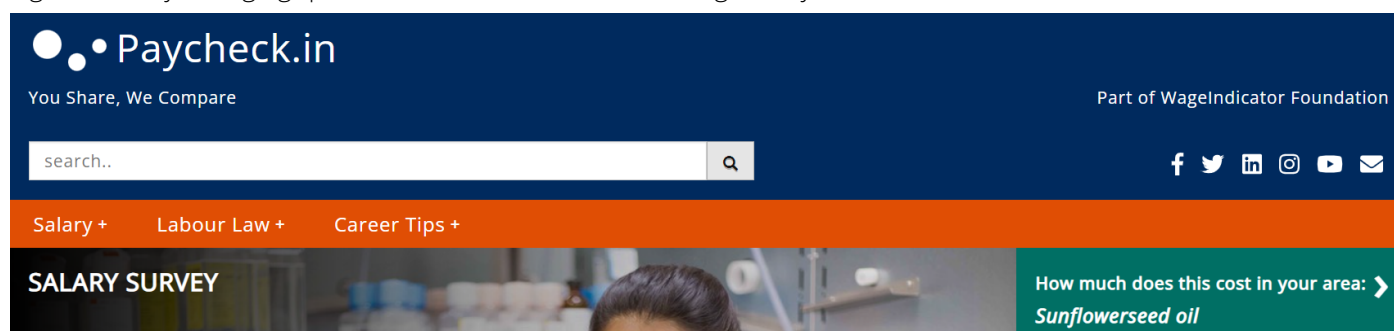 Paycheck.in
You Share, We Compare
Part of WageIndicator Foundation
search..
Salary +
Labour Law +
Career Tips +
SALARY SURVEY
How much does this cost in your area:
Sunflowerseed oil